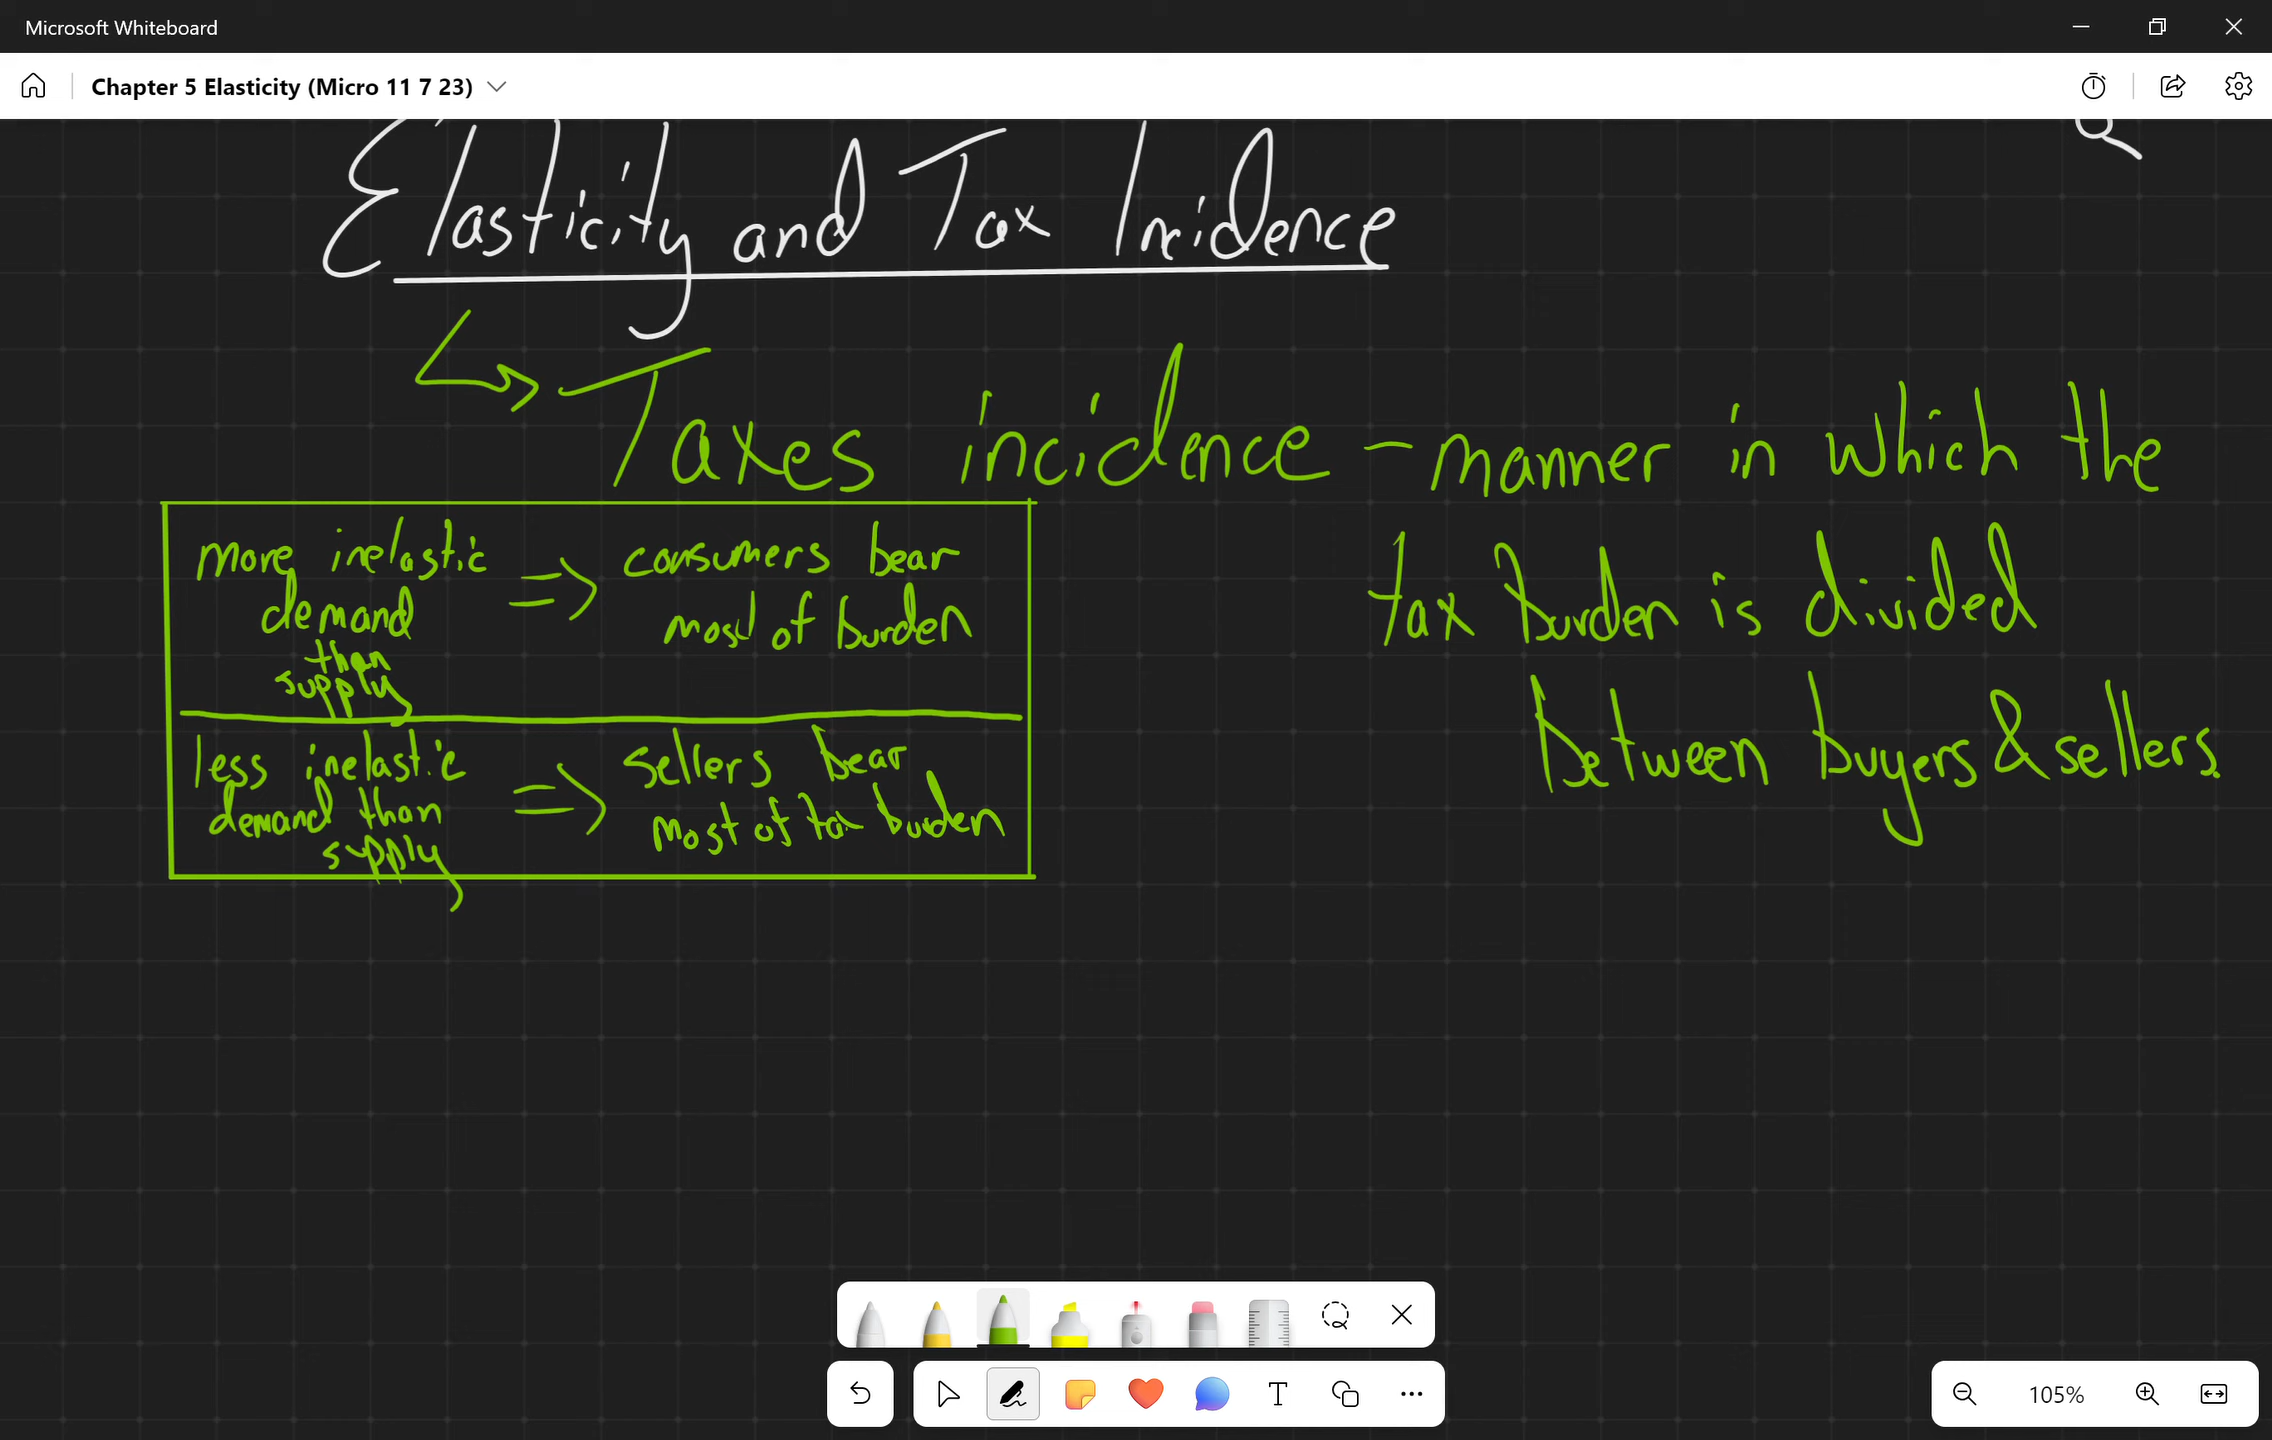 Microsoft Whiteboard
Chapter 5 Elasticity (Micro 11 7 23)
Elasticity and Tax Incidence
Taxes incidence - manner in which the
tax burden is divided
between buyers & sellers.
more inelastic
demand
than
supply
=> consumers bear
most of burden
less inelastic
demand than
supply
=> sellers bear
most of tax burden
T
105%